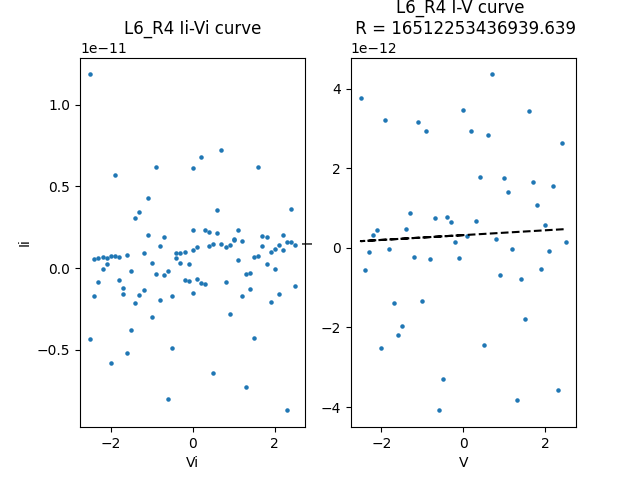 L6_R4 Ii-Vi curve
1e−11
1.0
0.5
0.0
−0.5
−2
0
2
Vi
Ii
L6_R4 I-V curve
R = 16512253436939.639
1e−12
4
2
0
−2
−4
−2
0
2
V
I